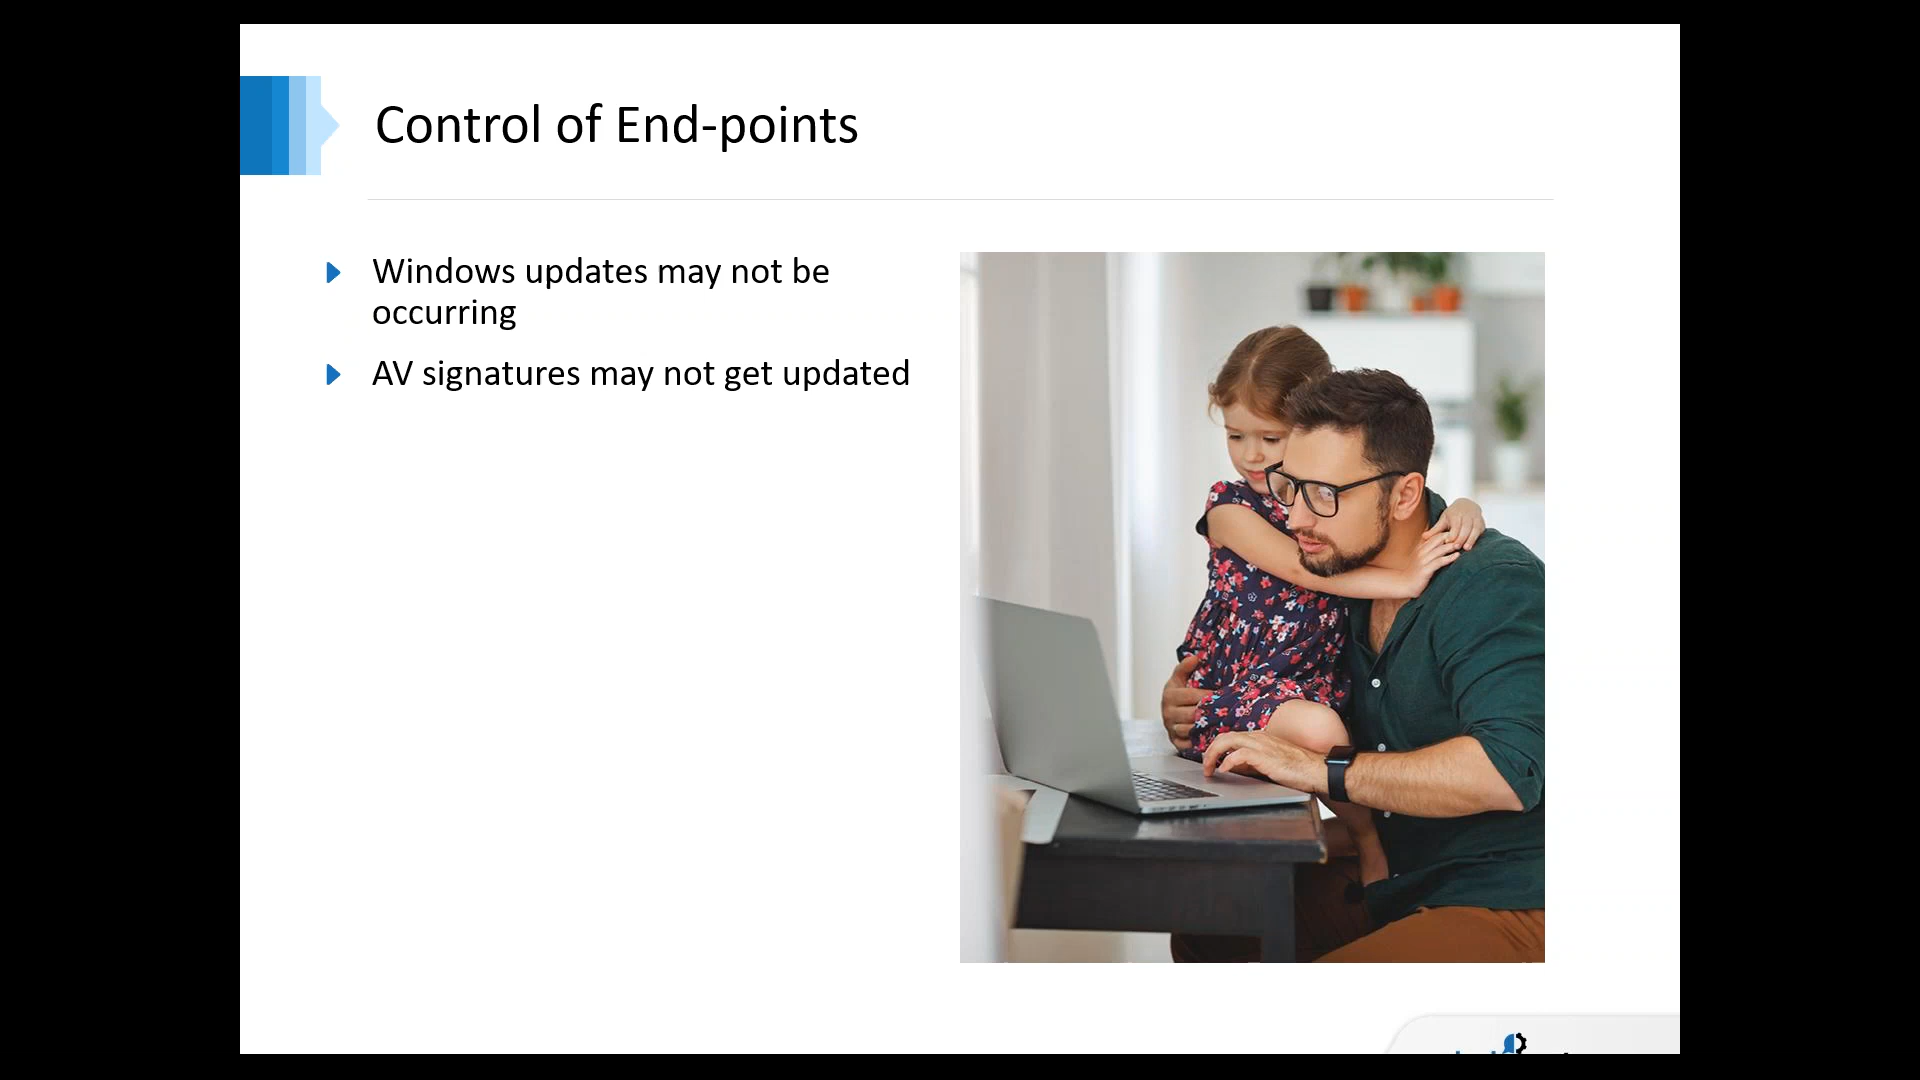 Control of End-points
Windows updates may not be
occurring
AV signatures may not get updated